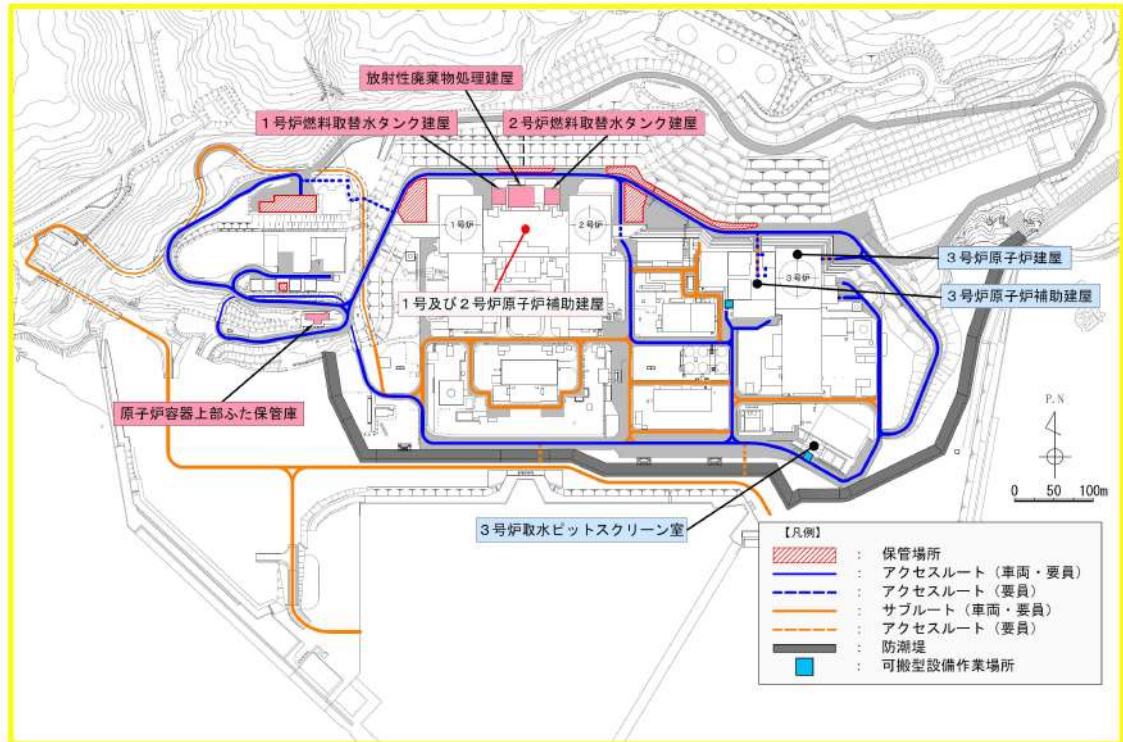 放射性廃棄物処理建屋
１号炉燃料取替水タンク建屋
２号炉燃料取替水タンク建屋
１号炉
２号炉
３号炉
３号炉原子炉建屋
３号炉原子炉補助建屋
１号及び２号炉原子炉補助建屋
原子炉容器上部ふた保管庫
P.N
0 50 100m
３号炉取水ピットスクリーン室
【凡例】
： 保管場所
： アクセスルート（車両・要員）
： アクセスルート（要員）
： サブルート（車両・要員）
： アクセスルート（要員）
： 防潮堤
： 可搬型設備作業場所